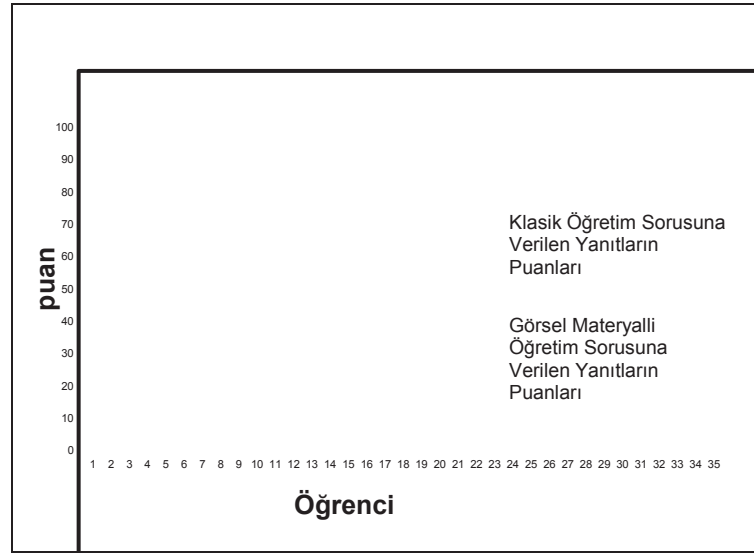 100
90
80
70
60
50
40
30
20
10
0
puan
Klasik Öğretim Sorusuna
Verilen Yanıtların
Puanları
Görsel Materyalli
Öğretim Sorusuna
Verilen Yanıtların
Puanları
1 2 3 4 5 6 7 8 9 10 11 12 13 14 15 16 17 18 19 20 21 22 23 24 25 26 27 28 29 30 31 32 33 34 35
Öğrenci